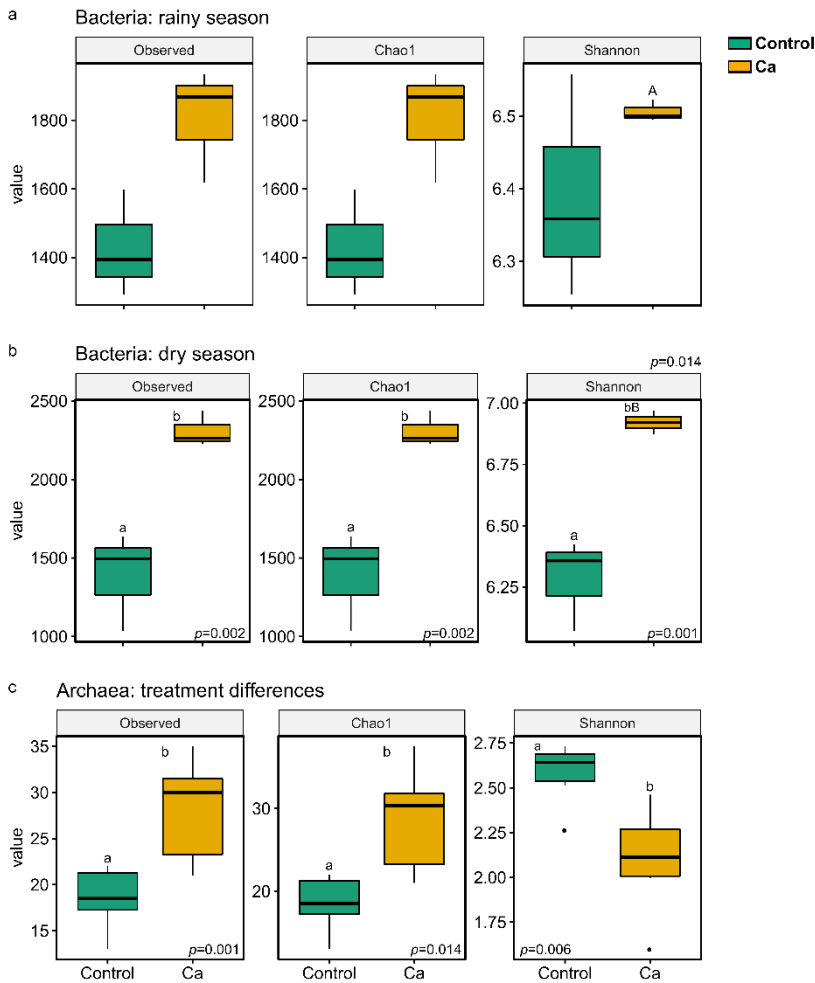 a Bacteria: rainy season
Observed Chao1 Shannon
Control
Ca
value
1800
1600
1400
1800
1600
1400
6.5
6.4
6.3
A
b Bacteria: dry season
p=0.014
Observed Chao1 Shannon
value
2500
2000
1500
1000
a
b
p=0.002
2500
2000
1500
1000
a
b
p=0.002
7.00
6.75
6.50
6.25
a
bB
p=0.001
c Archaea: treatment differences
Observed Chao1 Shannon
value
35
30
25
20
15
a
b
p=0.001
30
20
a
b
p=0.014
2.75
2.50
2.25
2.00
1.75
a
b
p=0.006
Control Ca Control Ca Control Ca